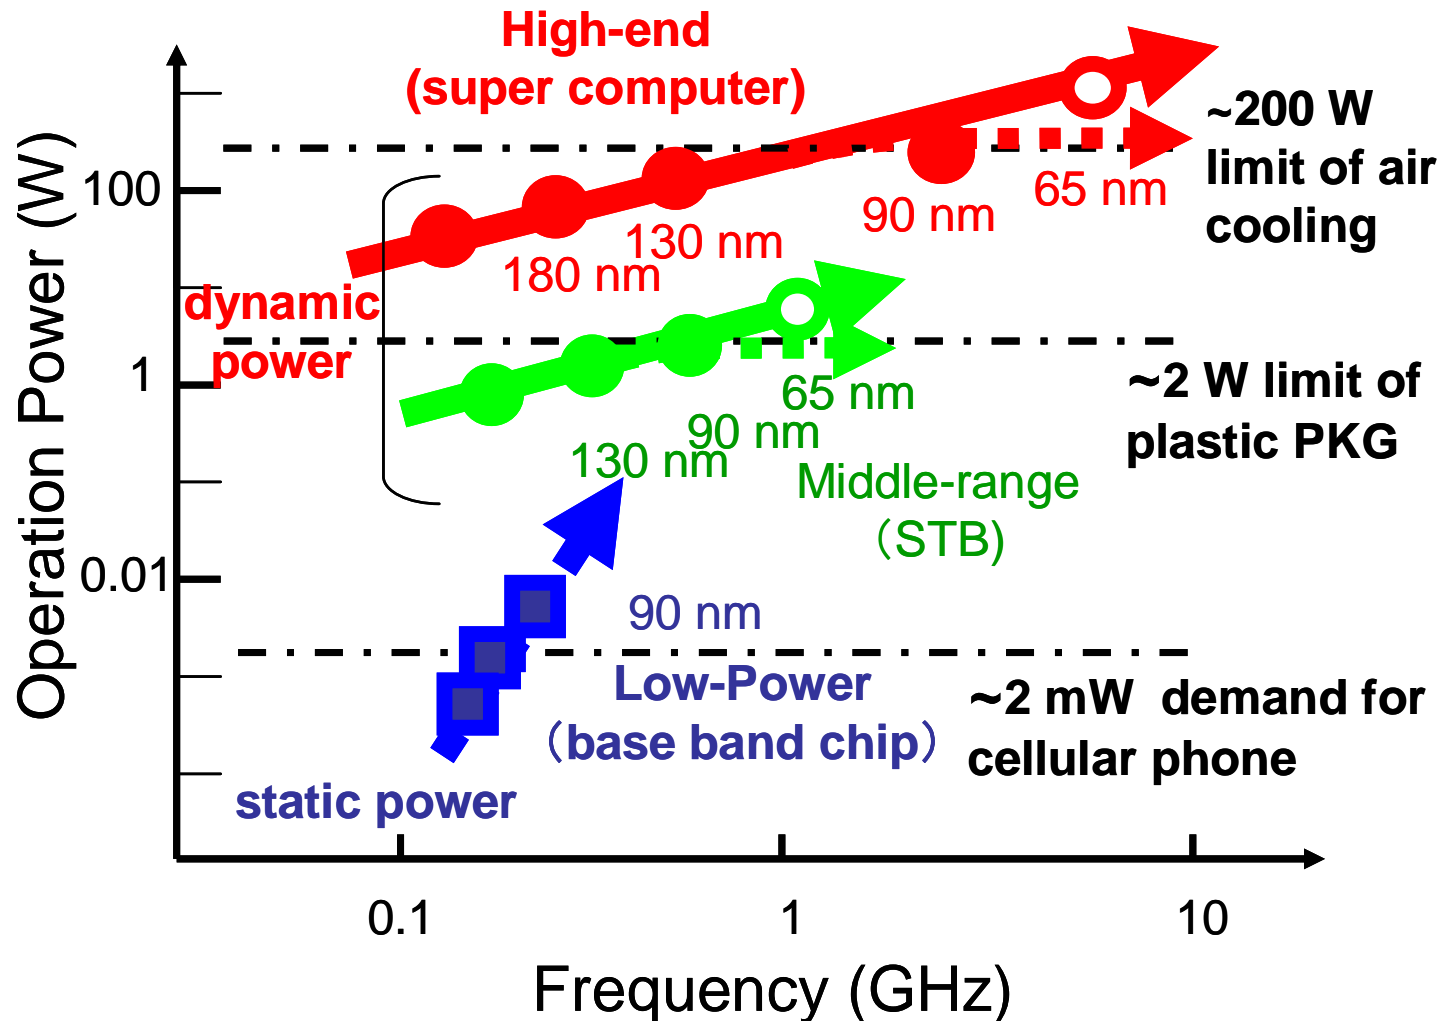 High-end
(super computer)
~200 W
limit of air
cooling
100
65 nm
90 nm
130 nm
180 nm
dynamic
power
1
~2 W limit of
plastic PKG
65 nm
90 nm
130 nm
Middle-range
（STB)
0.01
90 nm
Low-Power
（base band chip）
~2 mW demand for
cellular phone
static power
Operation Power (W)
0.1
1
10
Frequency (GHz)